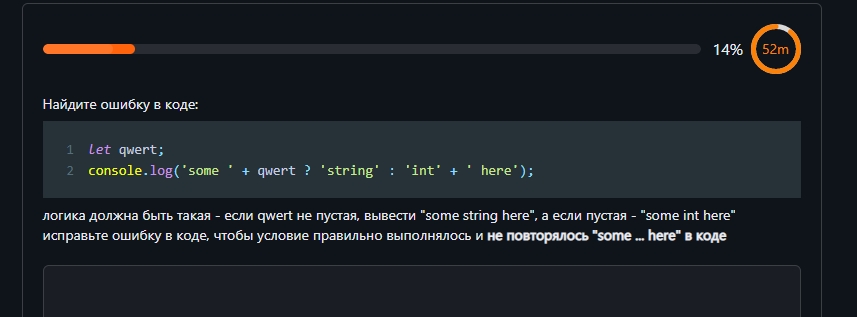 14% 52m
Найдите ошибку в коде:
1 let qwert;
2 console.log('some ' + qwert ? 'string' : 'int' + ' here');
логика должна быть такая - если qwert не пустая, вывести "some string here", а если пустая - "some int here"
исправьте ошибку в коде, чтобы условие правильно выполнялось и не повторялось "some ... here" в коде